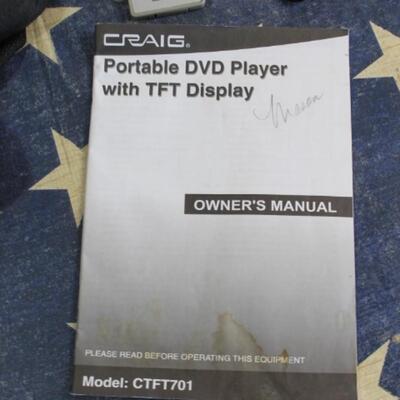 CRAIG®
Portable DVD Player
with TFT Display
Mason
OWNER'S MANUAL
PLEASE READ BEFORE OPERATING THIS EQUIPMENT
Model: CTFT701